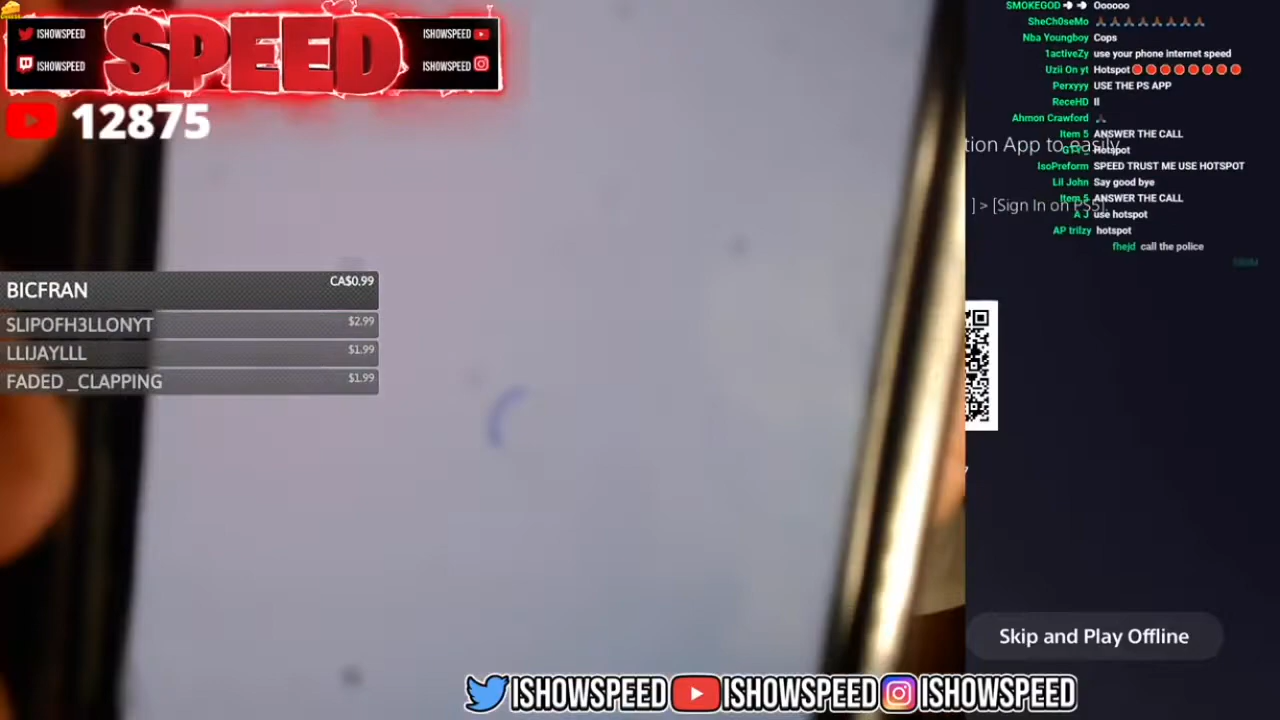 ISHOWSPEED
ISHOWSPEED
SPEED
ISHOWSPEED
ISHOWSPEED
12875
BICFRAN CA$0.99
SLIPOFH3LLONYT $2.99
LLIJAYLLL $1.99
FADED_CLAPPING $1.99
SMOKEGOD Oooooo
SheCh0seMo
Nba Youngboy Cops
1activeZy use your phone internet speed
Uzii On yt Hotspot
Perxyyy USE THE PS APP
ReceHD II
Ahmon Crawford
Item 5 ANSWER THE CALL
Hotspot
IsoPreform SPEED TRUST ME USE HOTSPOT
Lil John Say good bye
Item 5 ANSWER THE CALL
A J use hotspot
AP trilzy hotspot
fhejd call the police
tion App to easily
] > [Sign In on PS5].
Skip and Play Offline
ISHOWSPEED ISHOWSPEED ISHOWSPEED